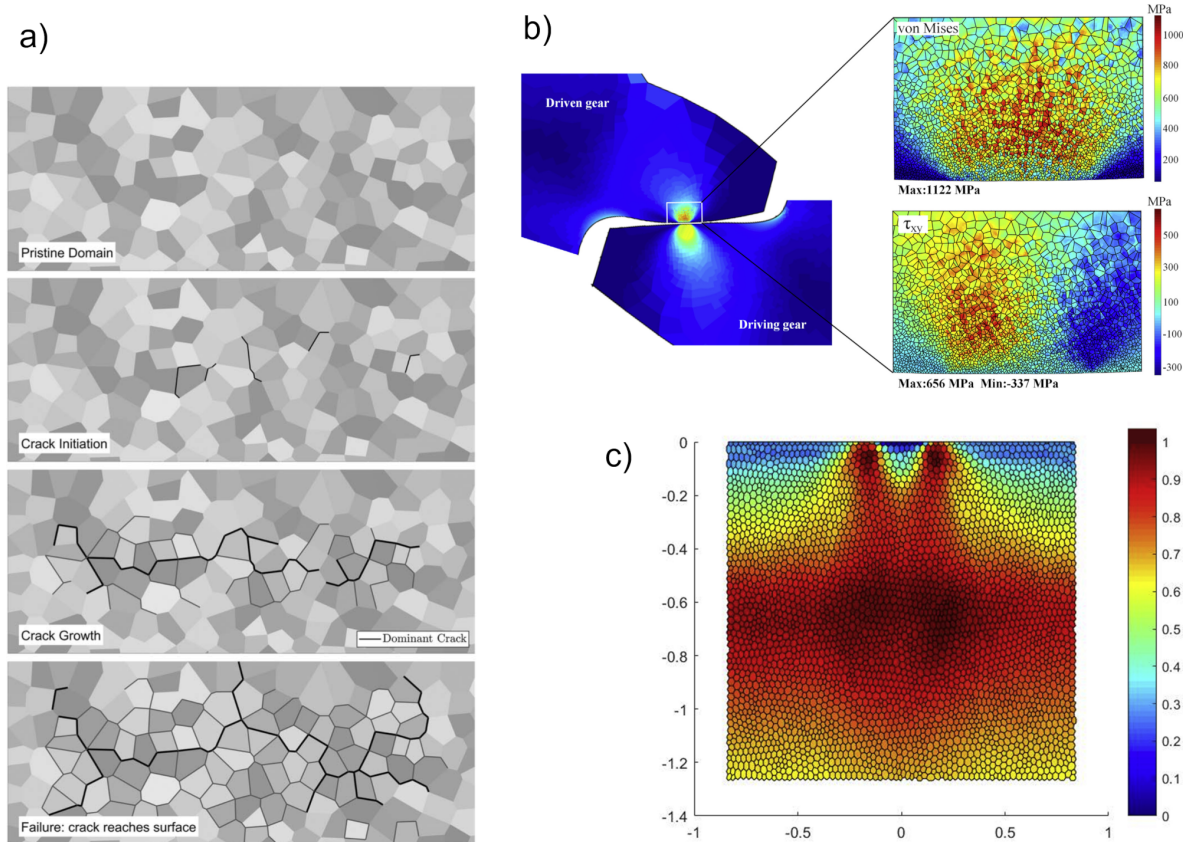 a)
Pristine Domain
Crack Initiation
Crack Growth
Dominant Crack
Failure: crack reaches surface
b)
Driven gear
Driving gear
von Mises
Max:1122 MPa
MPa
1000
800
600
400
200
τxy
Max:656 MPa Min:-337 MPa
MPa
500
300
100
-100
-300
c)
0
-0.2
-0.4
-0.6
-0.8
-1
-1.2
-1.4
-1
-0.5
0
0.5
1
1
0.9
0.8
0.7
0.6
0.5
0.4
0.3
0.2
0.1
0